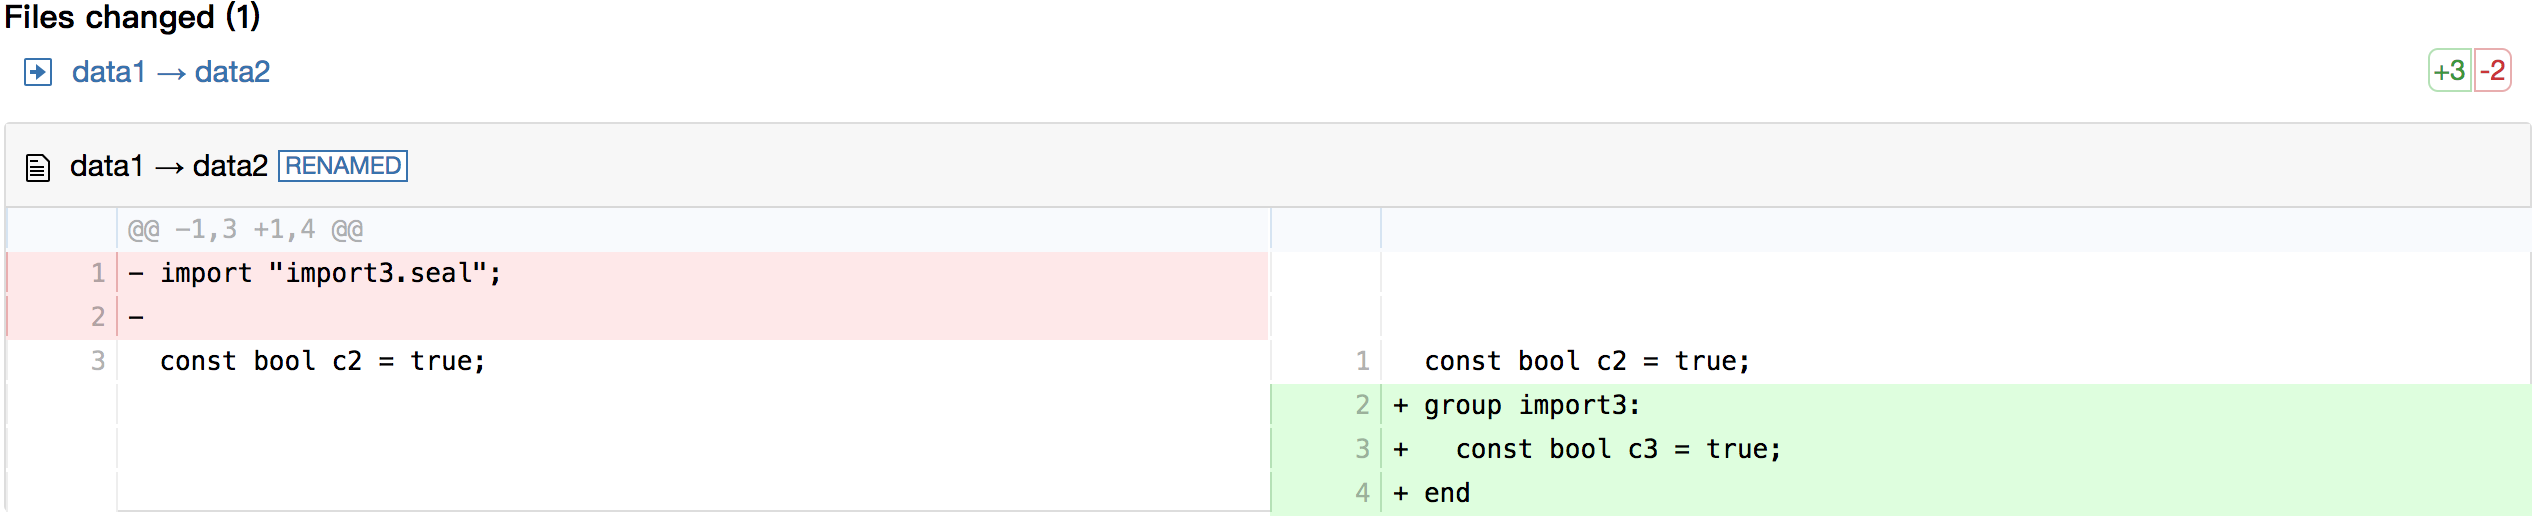 Files changed (1)
data1 → data2 +3 -2
data1 → data2 RENAMED
@@ -1,3 +1,4 @@
1 - import "import3.seal";
2 -
3 const bool c2 = true; 1 const bool c2 = true;
2 + group import3:
3 +   const bool c3 = true;
4 + end